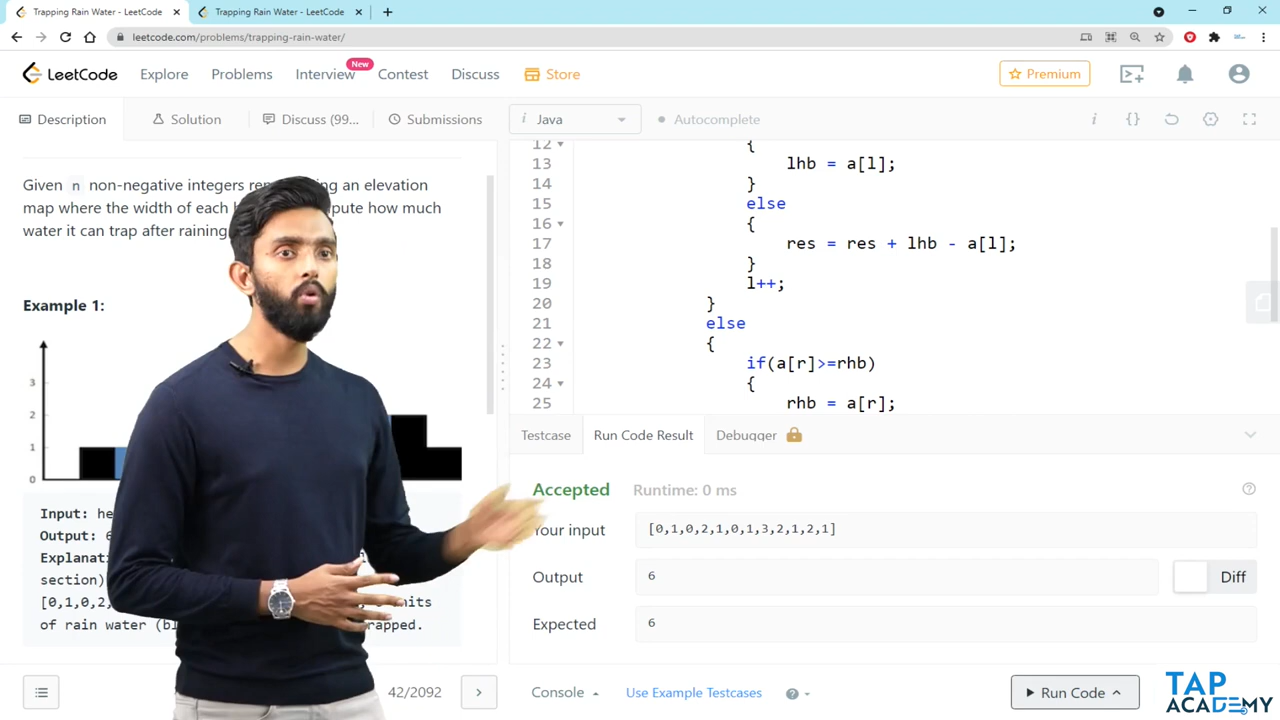 Trapping Rain Water - LeetCode
Trapping Rain Water - LeetCode
leetcode.com/problems/trapping-rain-water/
LeetCode Explore Problems Interview New Contest Discuss Store Premium
Description Solution Discuss (99... Submissions
i Java Autocomplete
Given n non-negative integers an elevation
map where the width of each how much
water it can trap after raining
Example 1:
3
2
1
0
Input: he
Output: 6
section)
[0,1,0,2,
of rain water rapped.
12 {
13 lhb = a[l];
14 }
15 else
16 {
17 res = res + lhb - a[l];
18 }
19 l++;
20 }
21 else
22 {
23 if(a[r]>=rhb)
24 {
25 rhb = a[r];
Testcase Run Code Result Debugger
Accepted Runtime: 0 ms
Your input [0,1,0,2,1,0,1,3,2,1,2,1]
Output 6 Diff
Expected 6
42/2092
Console Use Example Testcases Run Code
TAP
ACADEMY